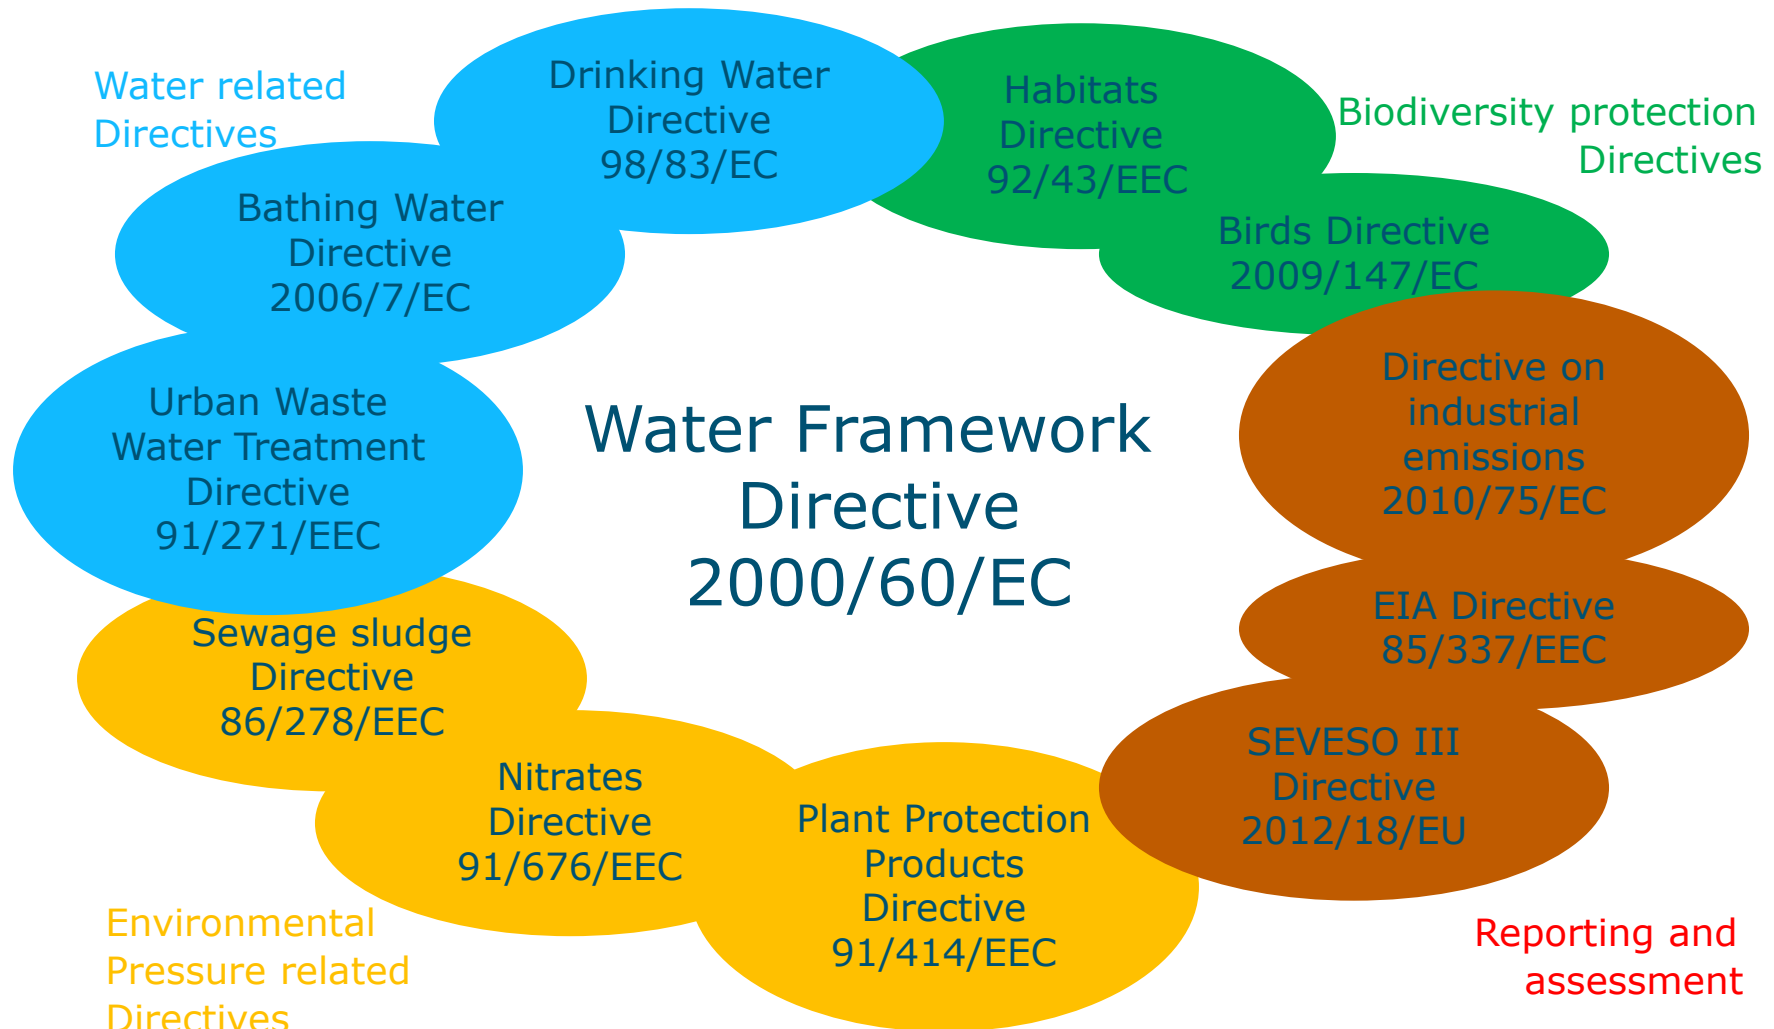 Water related
Directives
Drinking Water
Directive
98/83/EC
Habitats
Directive
92/43/EEC
Biodiversity protection
Directives
Bathing Water
Directive
2006/7/EC
Birds Directive
2009/147/EC
Urban Waste
Water Treatment
Directive
91/271/EEC
Water Framework
Directive
2000/60/EC
Directive on
industrial
emissions
2010/75/EC
EIA Directive
85/337/EEC
Sewage sludge
Directive
86/278/EEC
SEVESO III
Directive
2012/18/EU
Nitrates
Directive
91/676/EEC
Plant Protection
Products
Directive
91/414/EEC
Environmental
Pressure related
Directives
Reporting and
assessment